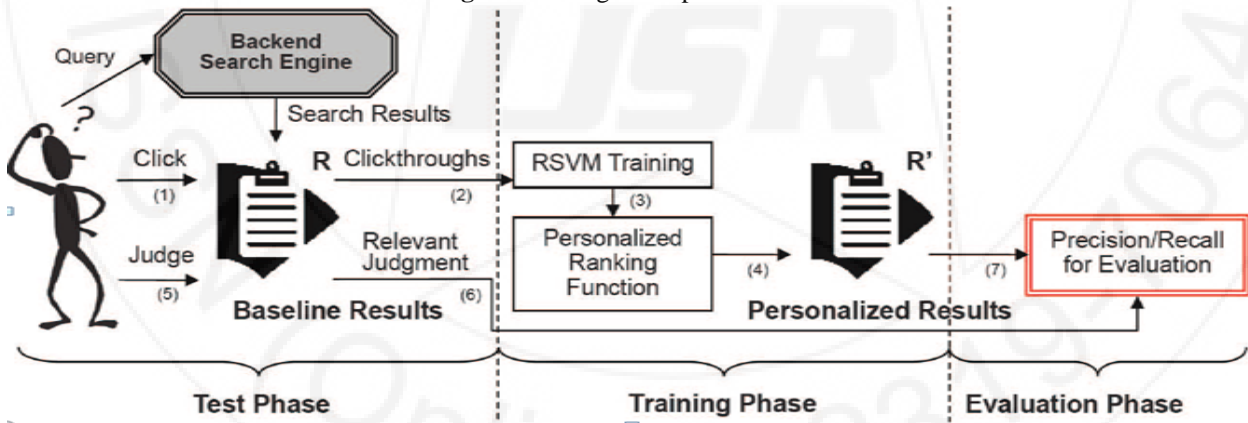 Backend
Search Engine
Query
?
Search Results
Click
(1)
R
Clickthroughs
(2)
RSVM Training
(3)
R'
Personalized
Ranking
Function
(4)
(7)
Precision/Recall
for Evaluation
Judge
(5)
Relevant
Judgment
(6)
Baseline Results
Personalized Results
Test Phase
Training Phase
Evaluation Phase
IJSR